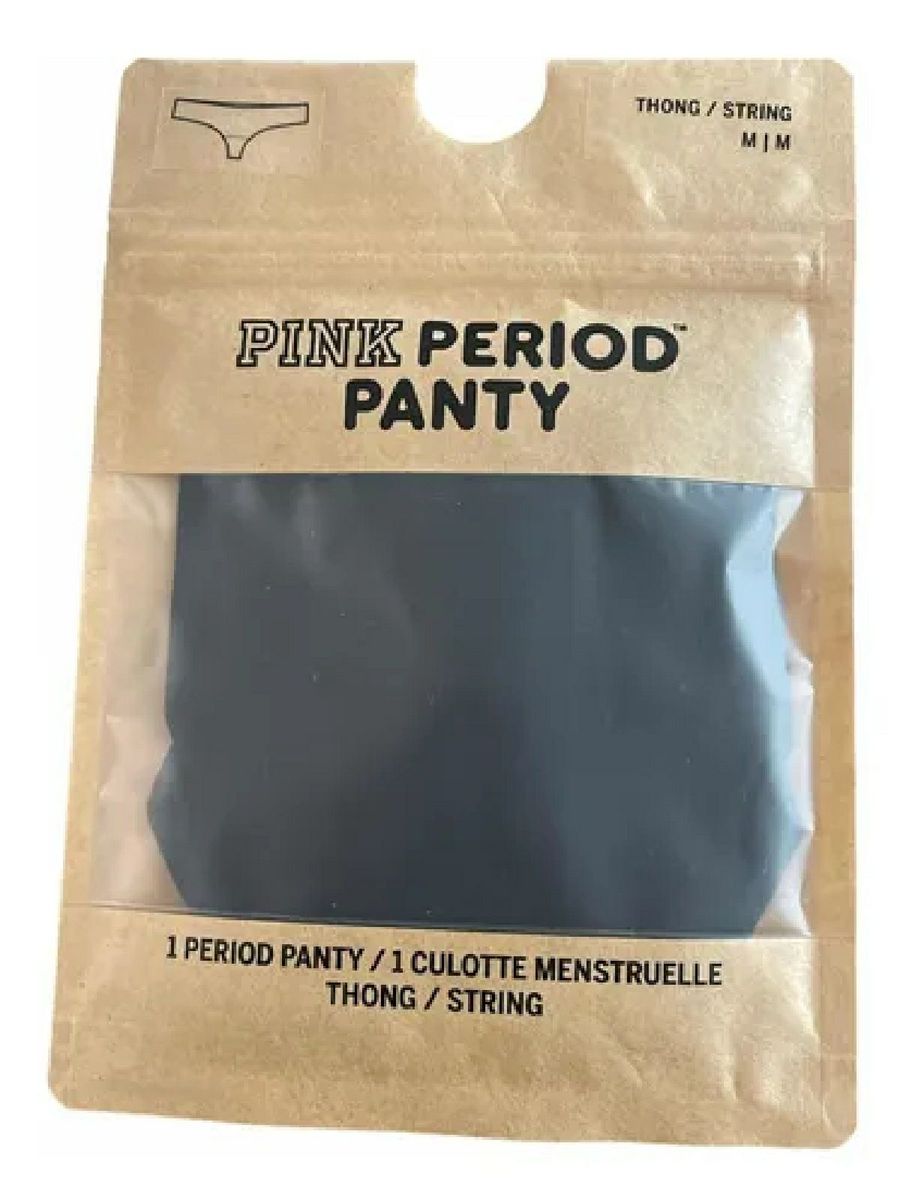 THONG / STRING
M | M
PINK PERIOD™
PANTY
1 PERIOD PANTY / 1 CULOTTE MENSTRUELLE
THONG / STRING